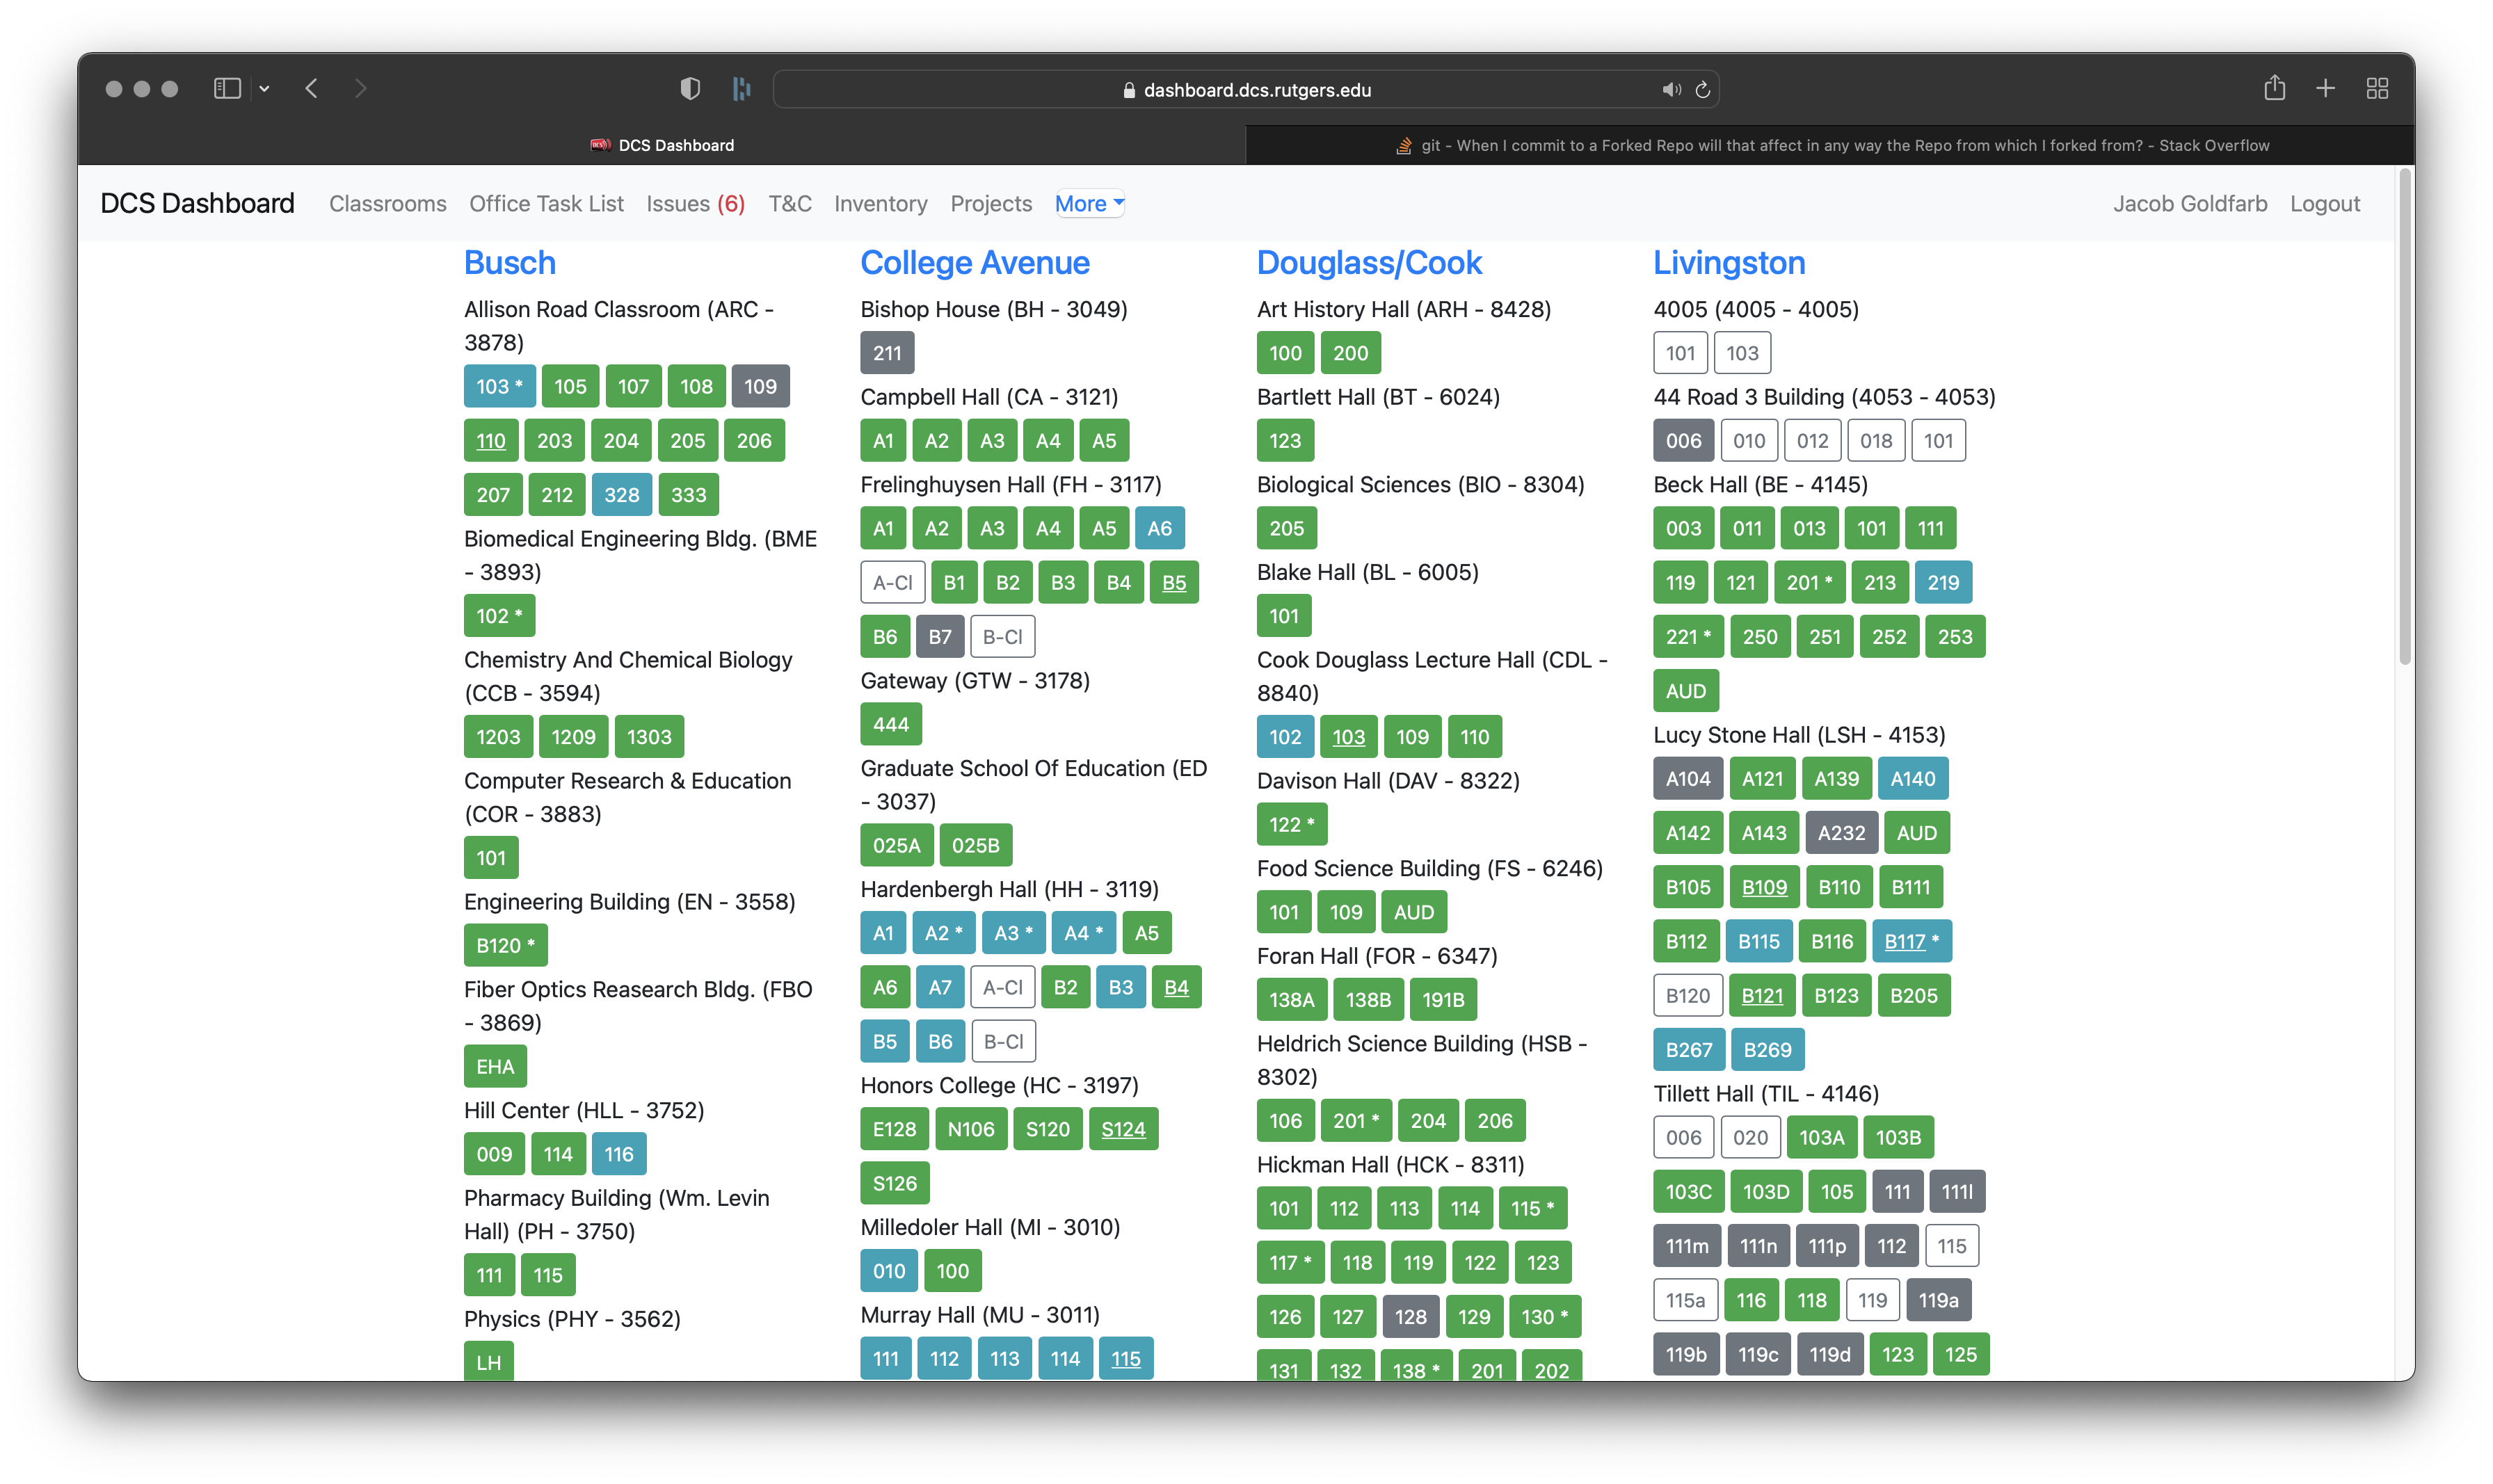 dashboard.dcs.rutgers.edu
DCS Dashboard
git - When I commit to a Forked Repo will that affect in any way the Repo from which I forked from? - Stack Overflow
DCS Dashboard Classrooms Office Task List Issues (6) T&C Inventory Projects More Jacob Goldfarb Logout
Busch
Allison Road Classroom (ARC -
3878)
103 * 105 107 108 109
110 203 204 205 206
207 212 328 333
Biomedical Engineering Bldg. (BME
- 3893)
102 *
Chemistry And Chemical Biology
(CCB - 3594)
1203 1209 1303
Computer Research & Education
(COR - 3883)
101
Engineering Building (EN - 3558)
B120 *
Fiber Optics Reasearch Bldg. (FBO
- 3869)
EHA
Hill Center (HLL - 3752)
009 114 116
Pharmacy Building (Wm. Levin
Hall) (PH - 3750)
111 115
Physics (PHY - 3562)
LH
College Avenue
Bishop House (BH - 3049)
211
Campbell Hall (CA - 3121)
A1 A2 A3 A4 A5
Frelinghuysen Hall (FH - 3117)
A1 A2 A3 A4 A5 A6
A-Cl B1 B2 B3 B4 B5
B6 B7 B-Cl
Gateway (GTW - 3178)
444
Graduate School Of Education (ED
- 3037)
025A 025B
Hardenbergh Hall (HH - 3119)
A1 A2 * A3 * A4 * A5
A6 A7 A-Cl B2 B3 B4
B5 B6 B-Cl
Honors College (HC - 3197)
E128 N106 S120 S124
S126
Milledoler Hall (MI - 3010)
010 100
Murray Hall (MU - 3011)
111 112 113 114 115
Douglass/Cook
Art History Hall (ARH - 8428)
100 200
Bartlett Hall (BT - 6024)
123
Biological Sciences (BIO - 8304)
205
Blake Hall (BL - 6005)
101
Cook Douglass Lecture Hall (CDL -
8840)
102 103 109 110
Davison Hall (DAV - 8322)
122 *
Food Science Building (FS - 6246)
101 109 AUD
Foran Hall (FOR - 6347)
138A 138B 191B
Heldrich Science Building (HSB -
8302)
106 201 * 204 206
Hickman Hall (HCK - 8311)
101 112 113 114 115 *
117 * 118 119 122 123
126 127 128 129 130 *
131 132 138 * 201 202
Livingston
4005 (4005 - 4005)
101 103
44 Road 3 Building (4053 - 4053)
006 010 012 018 101
Beck Hall (BE - 4145)
003 011 013 101 111
119 121 201 * 213 219
221 * 250 251 252 253
AUD
Lucy Stone Hall (LSH - 4153)
A104 A121 A139 A140
A142 A143 A232 AUD
B105 B109 B110 B111
B112 B115 B116 B117 *
B120 B121 B123 B205
B267 B269
Tillett Hall (TIL - 4146)
006 020 103A 103B
103C 103D 105 111 111l
111m 111n 111p 112 115
115a 116 118 119 119a
119b 119c 119d 123 125